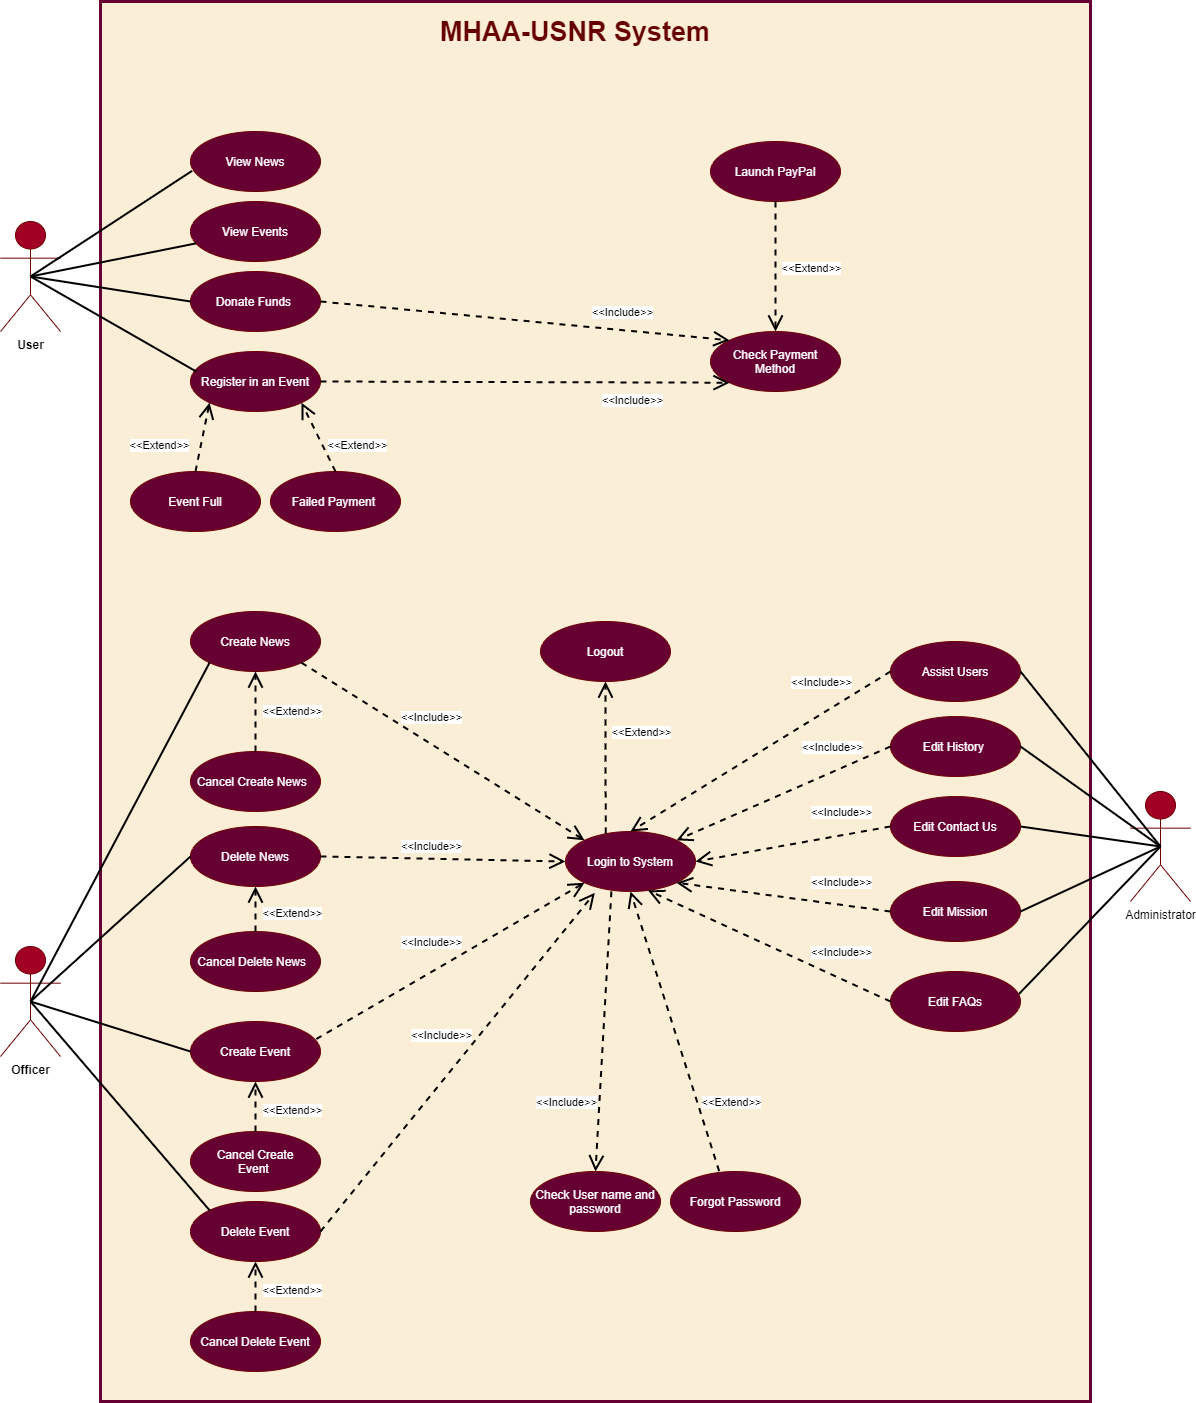 MHAA-USNR System
View News
Launch PayPal
View Events
<<Extend>>
Donate Funds
<<Include>>
User
Check Payment
Method
Register in an Event
<<Include>>
<<Extend>>
<<Extend>>
Event Full
Failed Payment
Create News
Logout
Assist Users
<<Include>>
<<Extend>>
<<Include>>
<<Extend>>
Edit History
<<Include>>
Cancel Create News
<<Include>>
Edit Contact Us
<<Include>>
Delete News
Login to System
<<Include>>
Edit Mission
Administrator
<<Extend>>
<<Include>>
<<Include>>
Cancel Delete News
Edit FAQs
<<Include>>
Create Event
Officer
<<Extend>>
<<Include>>
<<Extend>>
Cancel Create
Event
Check User name and
password
Forgot Password
Delete Event
<<Extend>>
Cancel Delete Event